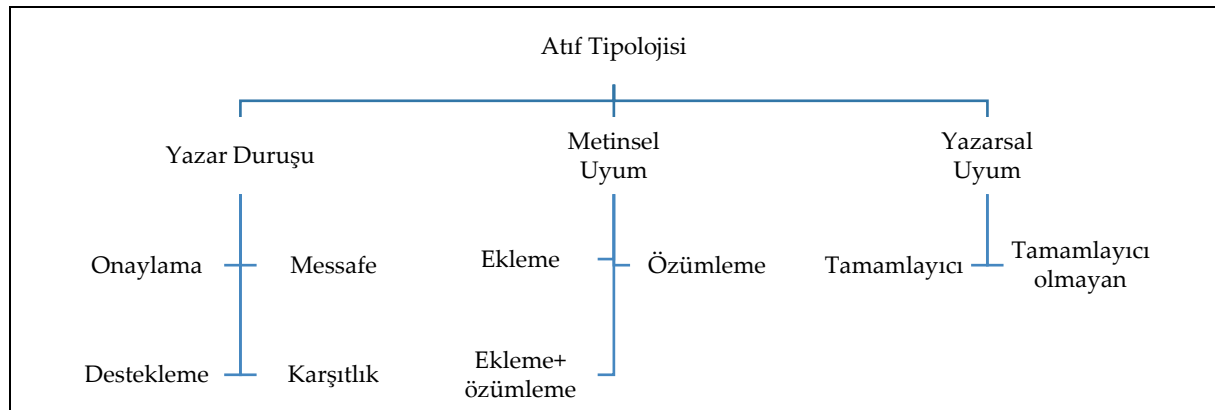 Atıf Tipolojisi
Yazar Duruşu
Metinsel
Uyum
Yazarsal
Uyum
Onaylama
Messafe
Ekleme
Özümleme
Tamamlayıcı
Tamamlayıcı
olmayan
Destekleme
Karşıtlık
Ekleme+
özümleme